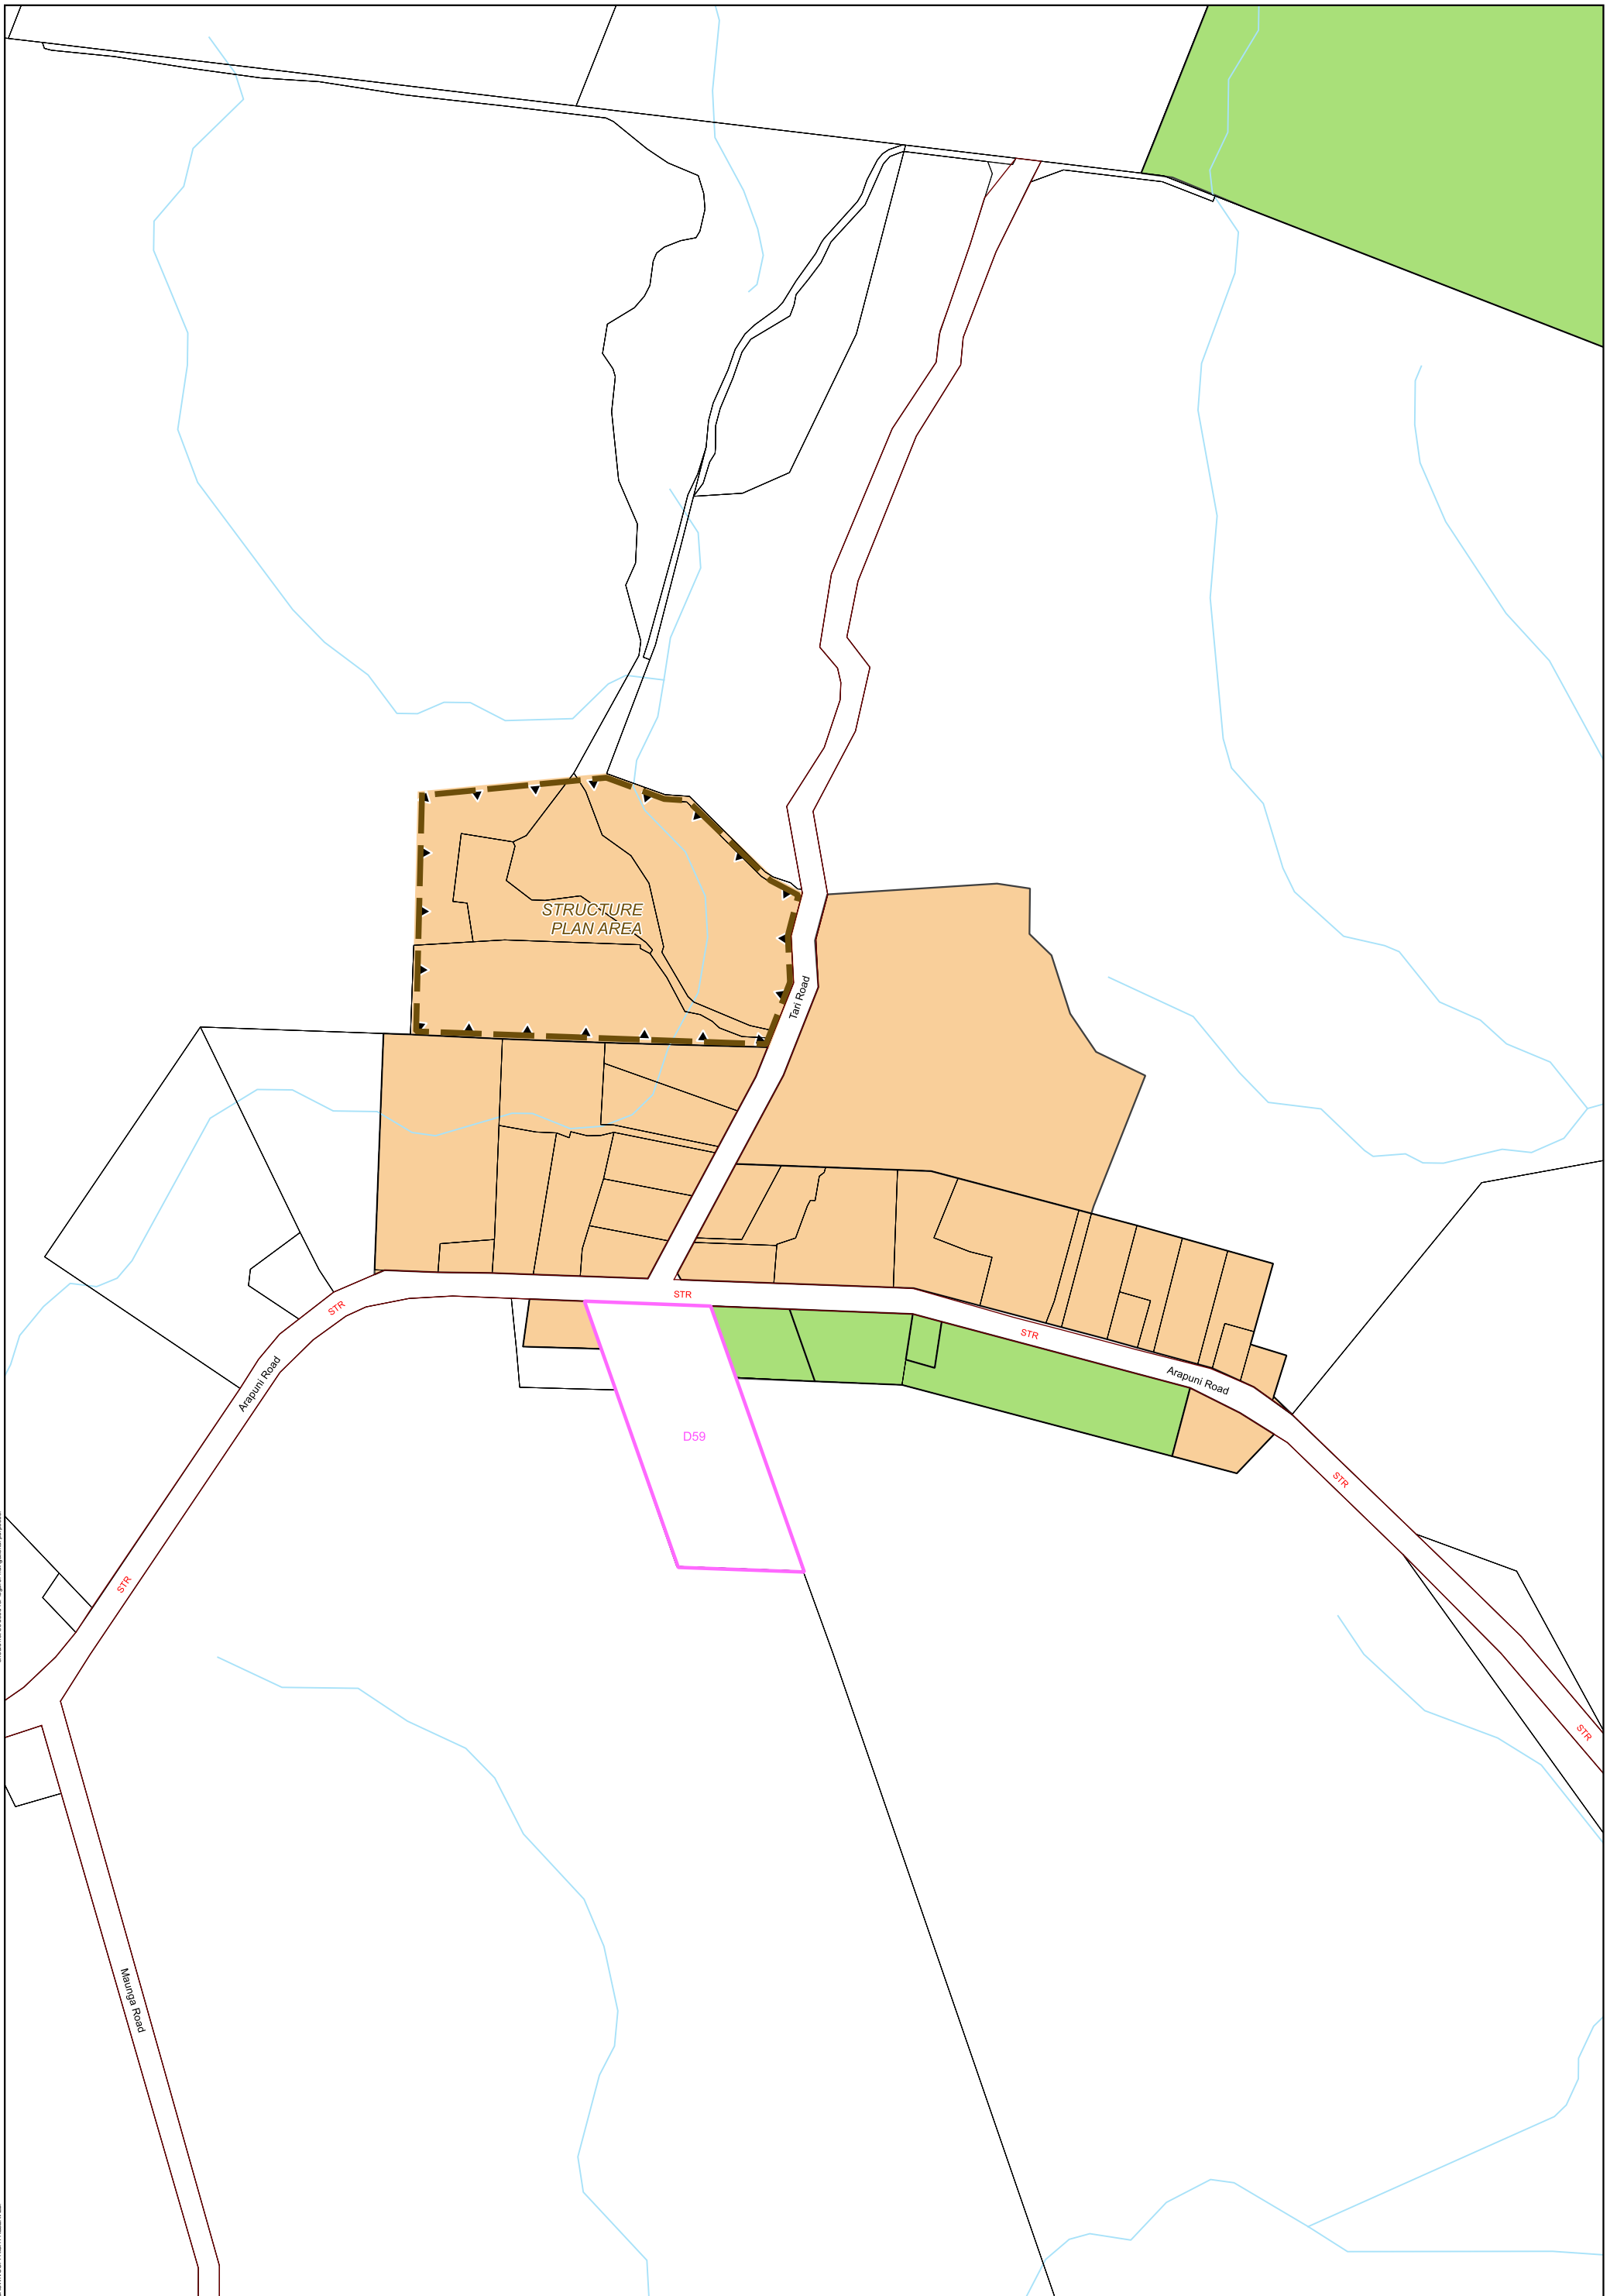 STRUCTURE
PLAN AREA
Tari Road
STR
STR
STR
Arapuni Road
Arapuni Road
D59
STR
STR
STR
Maunga Road